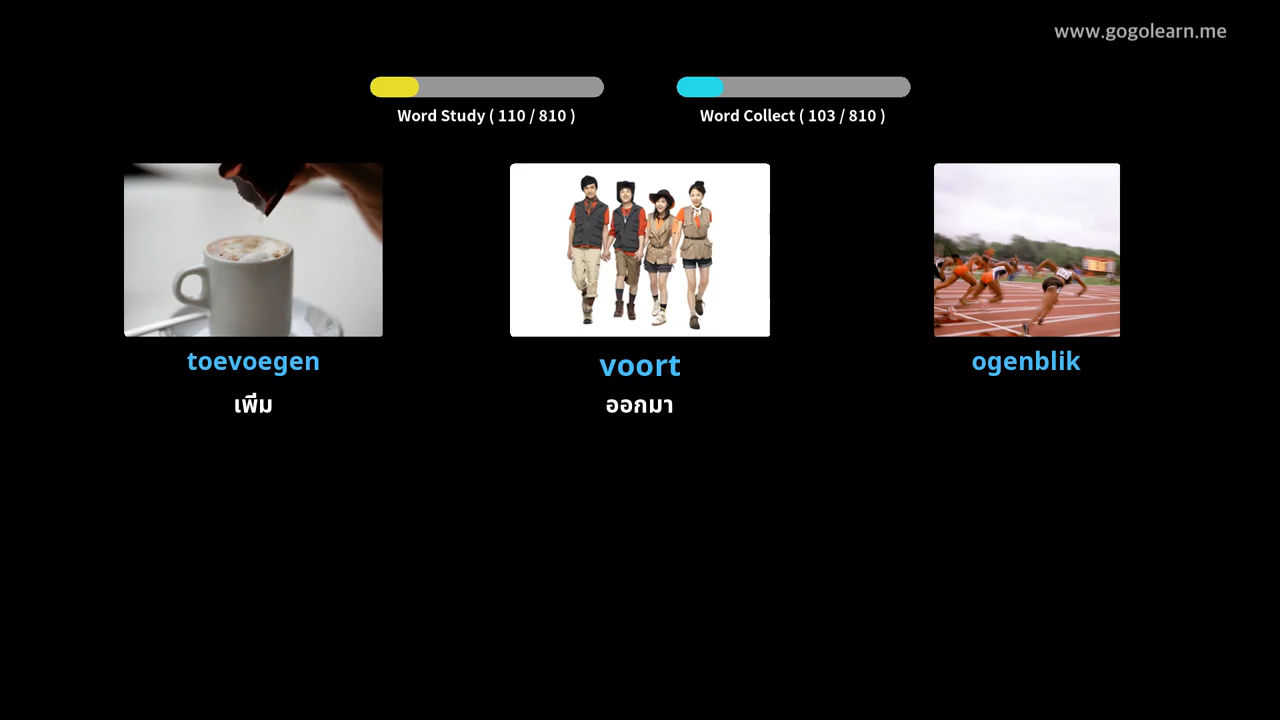 www.gogolearn.me
Word Study ( 110 / 810 )
Word Collect ( 103 / 810 )
toevoegen
voort
ogenblik
เพิ่ม
ออกมา